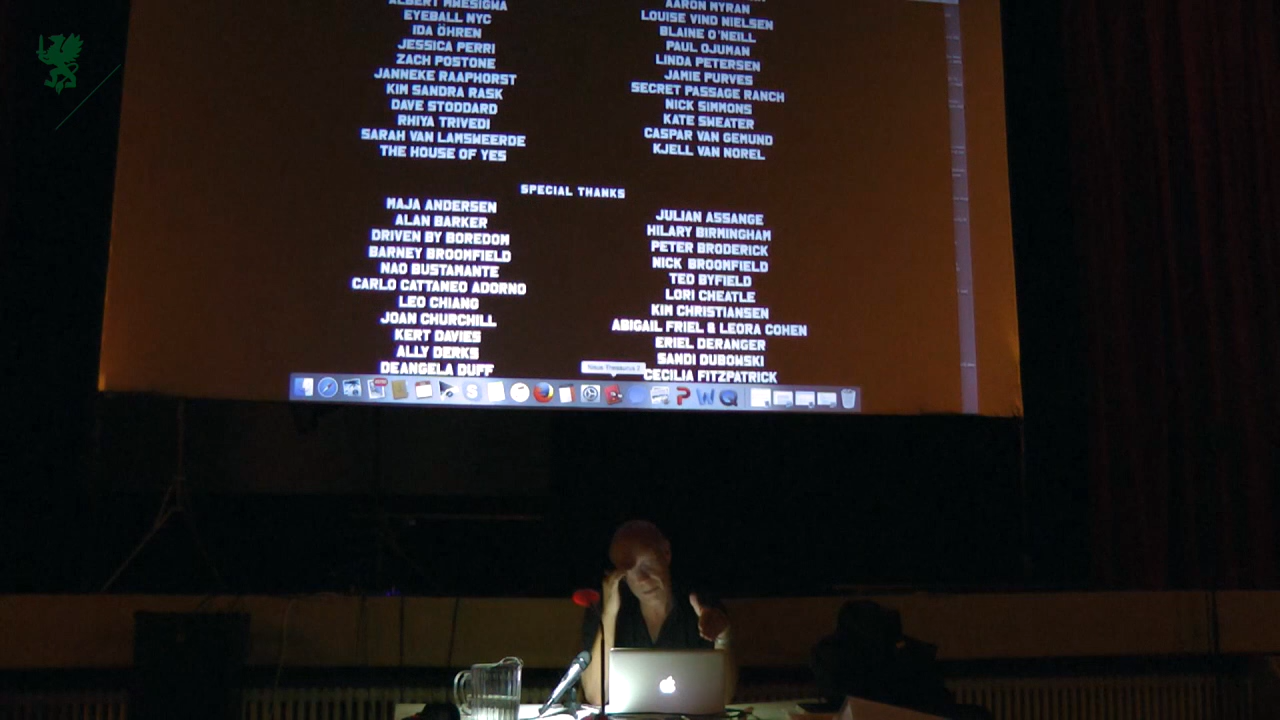 ALBERT MWESIGWA
EYEBALL NYC
IDA ÖHREN
JESSICA PERRI
ZACH POSTONE
JANNEKE RAAPHORST
KIM SANDRA RASK
DAVE STODDARD
RHIYA TRIVEDI
SARAH VAN LAMSWEERDE
THE HOUSE OF YES
AARON MYRAN
LOUISE VIND NIELSEN
BLAINE O'NEILL
PAUL OJUMAN
LINDA PETERSEN
JAMIE PURVES
SECRET PASSAGE RANCH
NICK SIMMONS
KATE SWEATER
CASPAR VAN GEMUND
KJELL VAN NOREL
SPECIAL THANKS
MAJA ANDERSEN
ALAN BARKER
DRIVEN BY BOREDOM
BARNEY BROOMFIELD
NAO BUSTAMANTE
CARLO CATTANEO ADORNO
LEO CHIANG
JOAN CHURCHILL
KERT DAVIES
ALLY DERKS
DEANGELA DUFF
JULIAN ASSANGE
HILARY BIRMINGHAM
PETER BRODERICK
NICK BROOMFIELD
TED BYFIELD
LORI CHEATLE
KIM CHRISTIANSEN
ABIGAIL FRIEL & LEORA COHEN
ERIEL DERANGER
SANDI DUBOWSKI
CECILIA FITZPATRICK